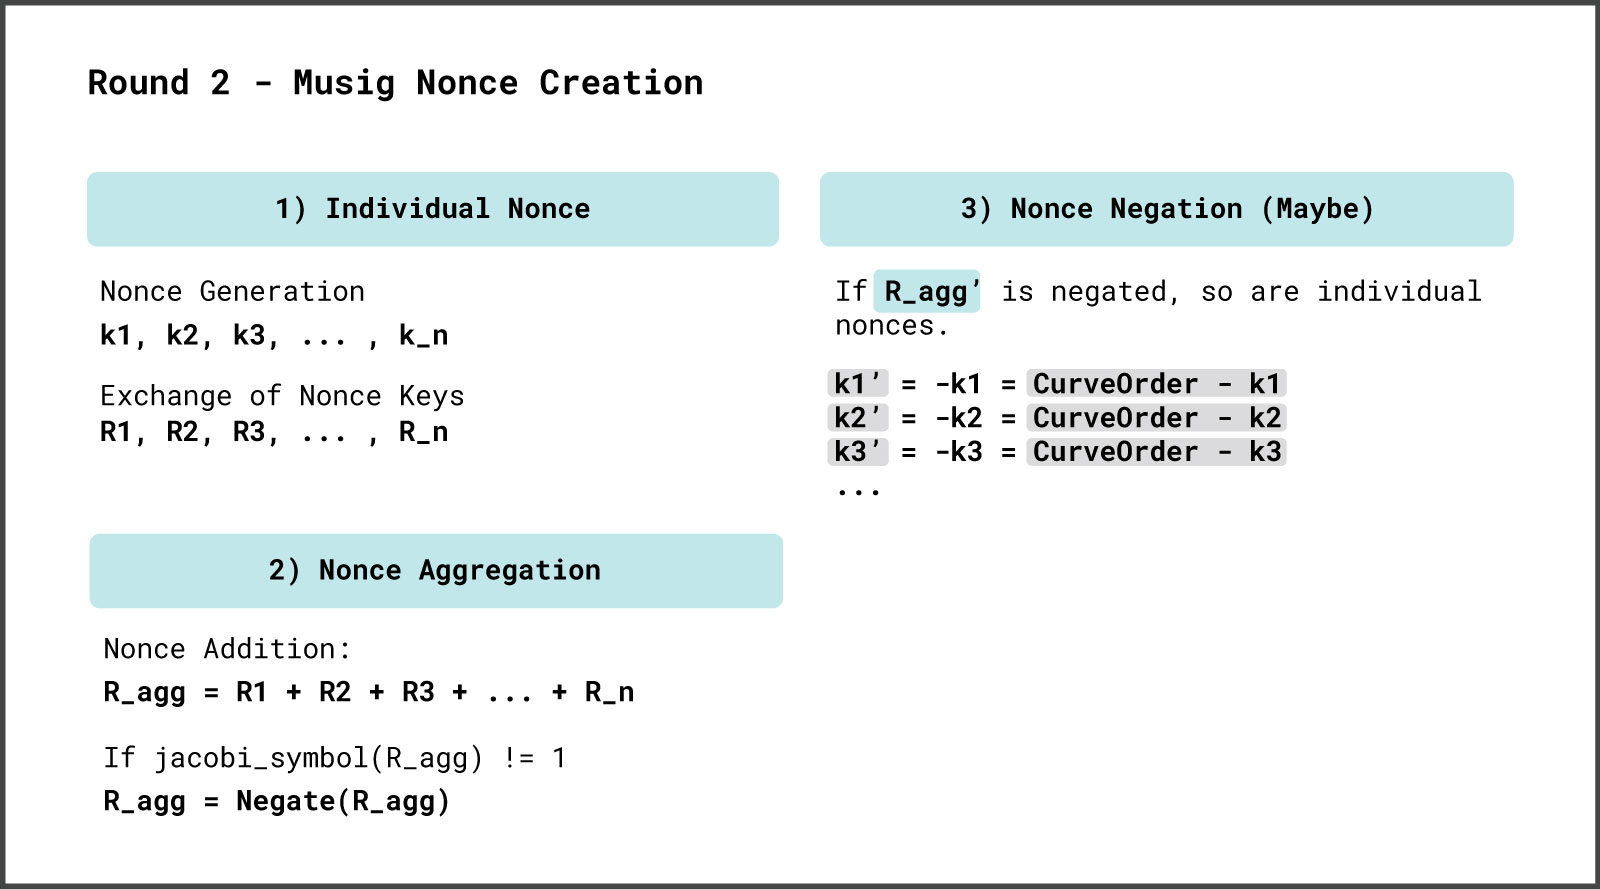 Round 2 - Musig Nonce Creation
1) Individual Nonce
Nonce Generation
k1, k2, k3, ... , k_n
Exchange of Nonce Keys
R1, R2, R3, ... , R_n
2) Nonce Aggregation
Nonce Addition:
R_agg = R1 + R2 + R3 + ... + R_n
If jacobi_symbol(R_agg) != 1
R_agg = Negate(R_agg)
3) Nonce Negation (Maybe)
If R_agg’ is negated, so are individual
nonces.
k1’ = -k1 = CurveOrder - k1
k2’ = -k2 = CurveOrder - k2
k3’ = -k3 = CurveOrder - k3
...